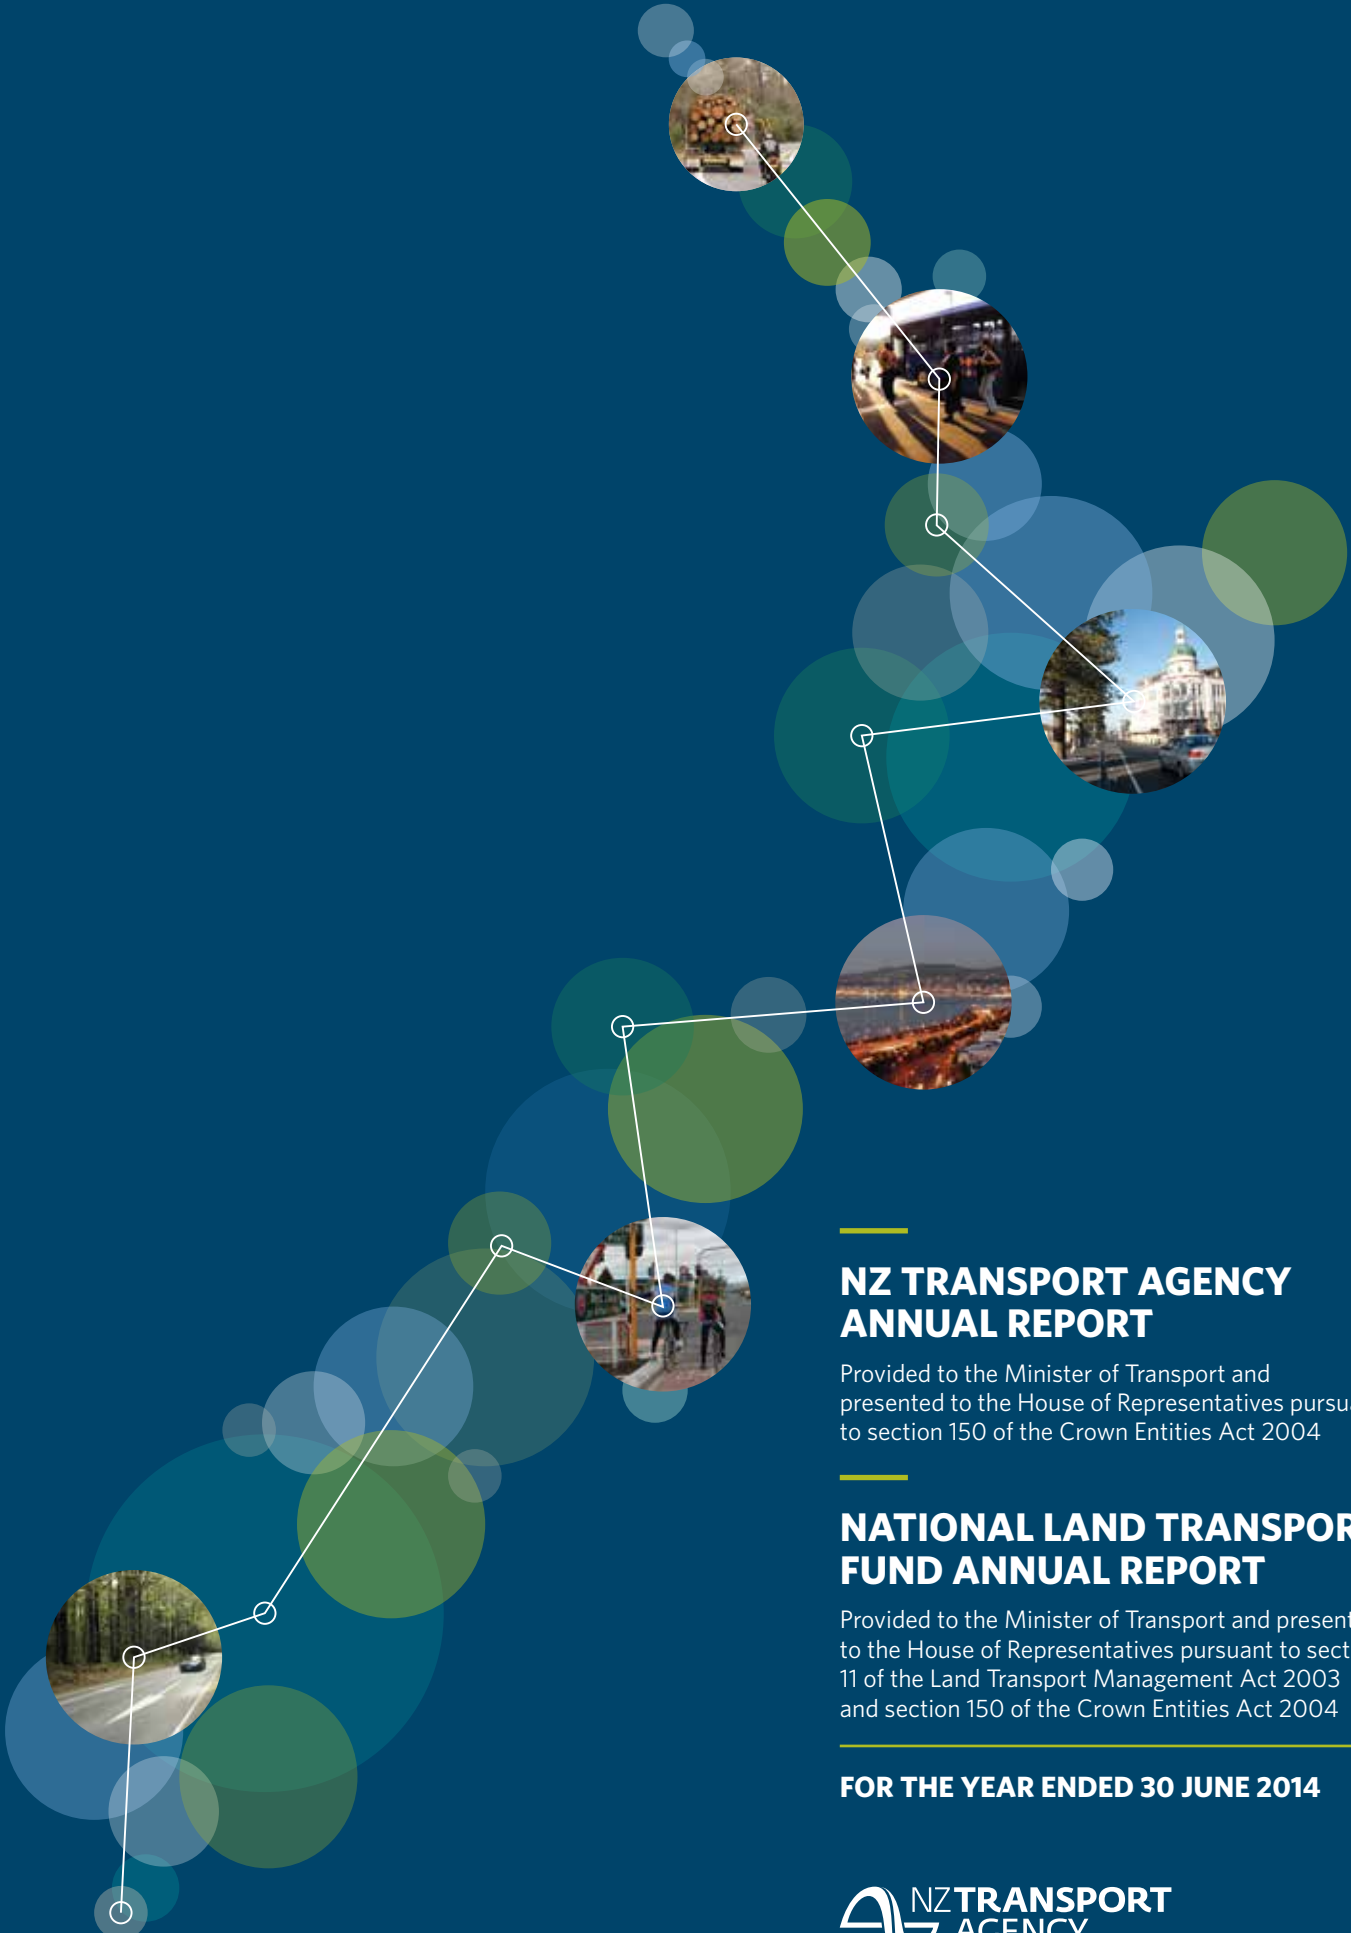 NZ TRANSPORT AGENCY
ANNUAL REPORT
Provided to the Minister of Transport and
presented to the House of Representatives pursua
to section 150 of the Crown Entities Act 2004
NATIONAL LAND TRANSPOR
FUND ANNUAL REPORT
Provided to the Minister of Transport and present
to the House of Representatives pursuant to sect
11 of the Land Transport Management Act 2003
and section 150 of the Crown Entities Act 2004
FOR THE YEAR ENDED 30 JUNE 2014
NZ TRANSPORT
AGENCY